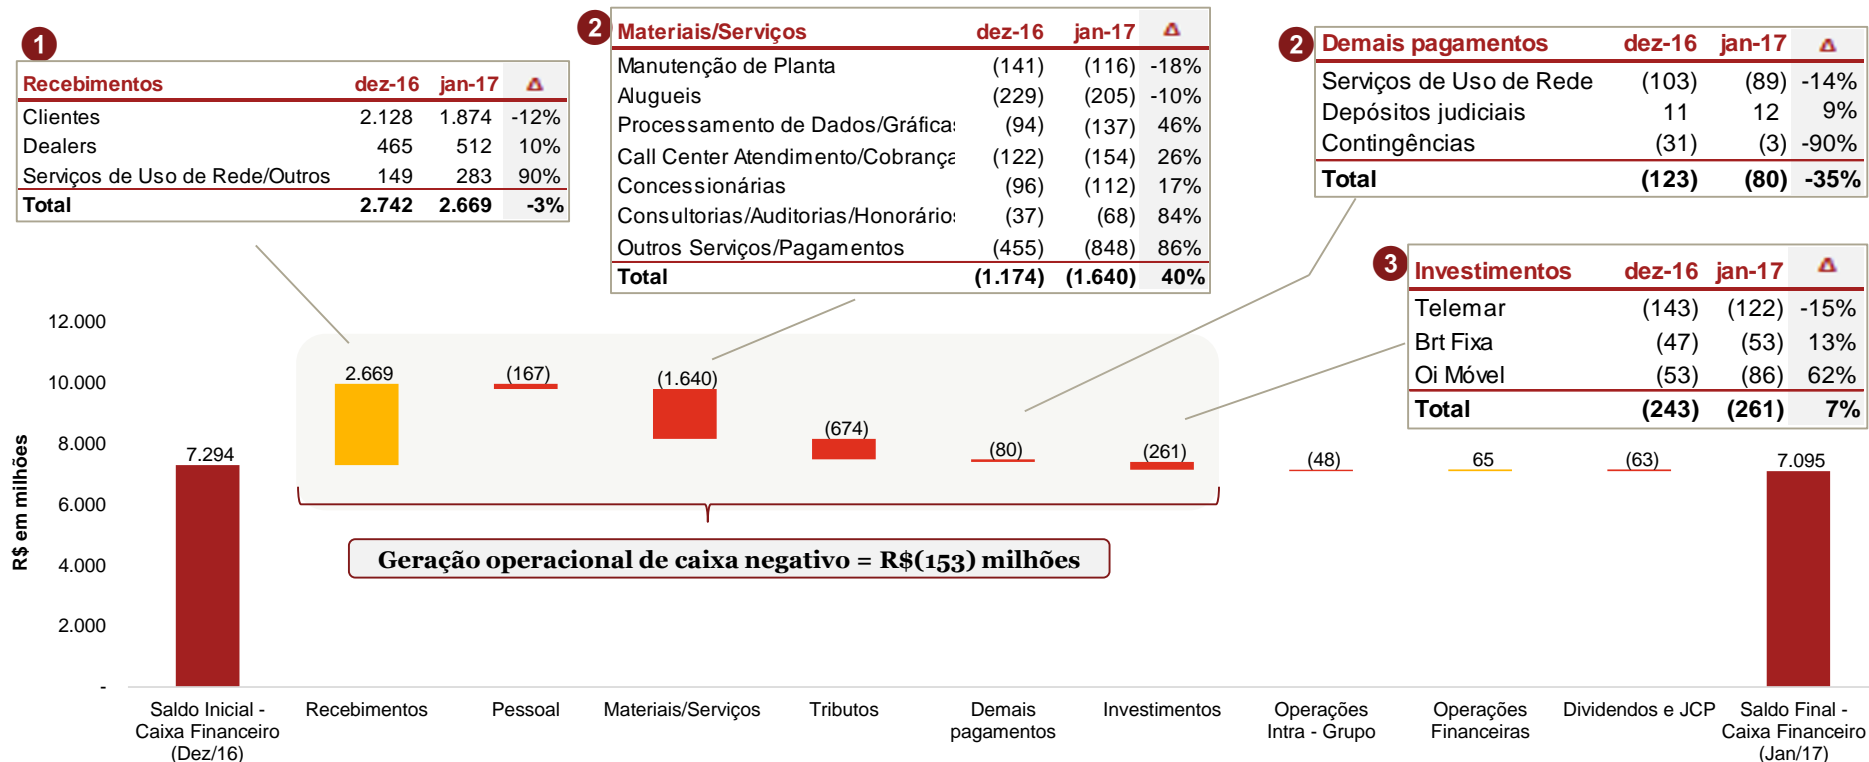 1
Recebimentos dez-16 jan-17 Δ
Clientes 2.128 1.874 -12%
Dealers 465 512 10%
Serviços de Uso de Rede/Outros 149 283 90%
Total 2.742 2.669 -3%
2
Materiais/Serviços dez-16 jan-17 Δ
Manutenção de Planta (141) (116) -18%
Alugueis (229) (205) -10%
Processamento de Dados/Gráficas (94) (137) 46%
Call Center Atendimento/Cobrança (122) (154) 26%
Concessionárias (96) (112) 17%
Consultorias/Auditorias/Honorários (37) (68) 84%
Outros Serviços/Pagamentos (455) (848) 86%
Total (1.174) (1.640) 40%
2
Demais pagamentos dez-16 jan-17 Δ
Serviços de Uso de Rede (103) (89) -14%
Depósitos judiciais 11 12 9%
Contingências (31) (3) -90%
Total (123) (80) -35%
3
Investimentos dez-16 jan-17 Δ
Telemar (143) (122) -15%
Brt Fixa (47) (53) 13%
Oi Móvel (53) (86) 62%
Total (243) (261) 7%
R$ em milhões
12.000
10.000
8.000
6.000
4.000
2.000
-
7.294
2.669
(167)
(1.640)
(674)
(80)
(261)
(48)
65
(63)
7.095
Geração operacional de caixa negativo = R$(153) milhões
Saldo Inicial -
Caixa Financeiro
(Dez/16)
Recebimentos
Pessoal
Materiais/Serviços
Tributos
Demais
pagamentos
Investimentos
Operações
Intra - Grupo
Operações
Financeiras
Dividendos e JCP
Saldo Final -
Caixa Financeiro
(Jan/17)